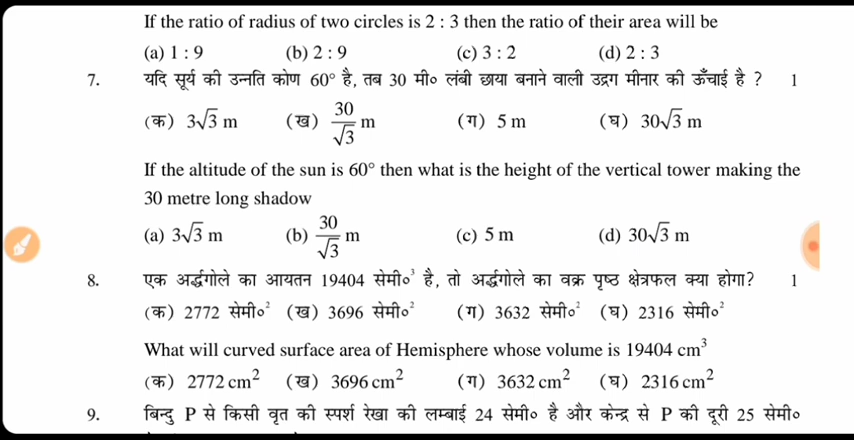 If the ratio of radius of two circles is 2 : 3 then the ratio of their area will be
(a) 1 : 9 (b) 2 : 9 (c) 3 : 2 (d) 2 : 3
7. यदि सूर्य की उन्नति कोण 60° है, तब 30 मी० लंबी छाया बनाने वाली उद्रग मीनार की ऊँचाई है ? 1
(क) 3√3 m (ख) 30/√3 m (ग) 5 m (घ) 30√3 m
If the altitude of the sun is 60° then what is the height of the vertical tower making the
30 metre long shadow
(a) 3√3 m (b) 30/√3 m (c) 5 m (d) 30√3 m
8. एक अर्द्धगोले का आयतन 19404 सेमी०³ है, तो अर्द्धगोले का वक्र पृष्ठ क्षेत्रफल क्या होगा? 1
(क) 2772 सेमी०² (ख) 3696 सेमी०² (ग) 3632 सेमी०² (घ) 2316 सेमी०²
What will curved surface area of Hemisphere whose volume is 19404 cm³
(क) 2772 cm² (ख) 3696 cm² (ग) 3632 cm² (घ) 2316 cm²
9. बिन्दु P से किसी वृत की स्पर्श रेखा की लम्बाई 24 सेमी० है और केन्द्र से P की दूरी 25 सेमी०